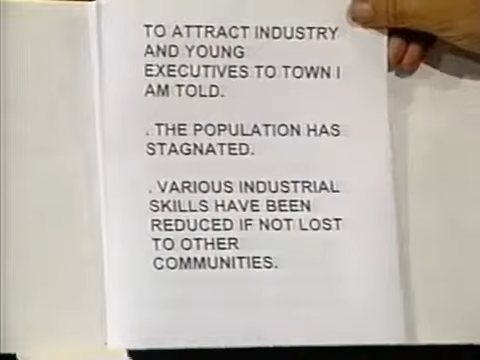 TO ATTRACT INDUSTRY
AND YOUNG
EXECUTIVES TO TOWN I
AM TOLD.
. THE POPULATION HAS
STAGNATED.
. VARIOUS INDUSTRIAL
SKILLS HAVE BEEN
REDUCED IF NOT LOST
TO OTHER
COMMUNITIES.